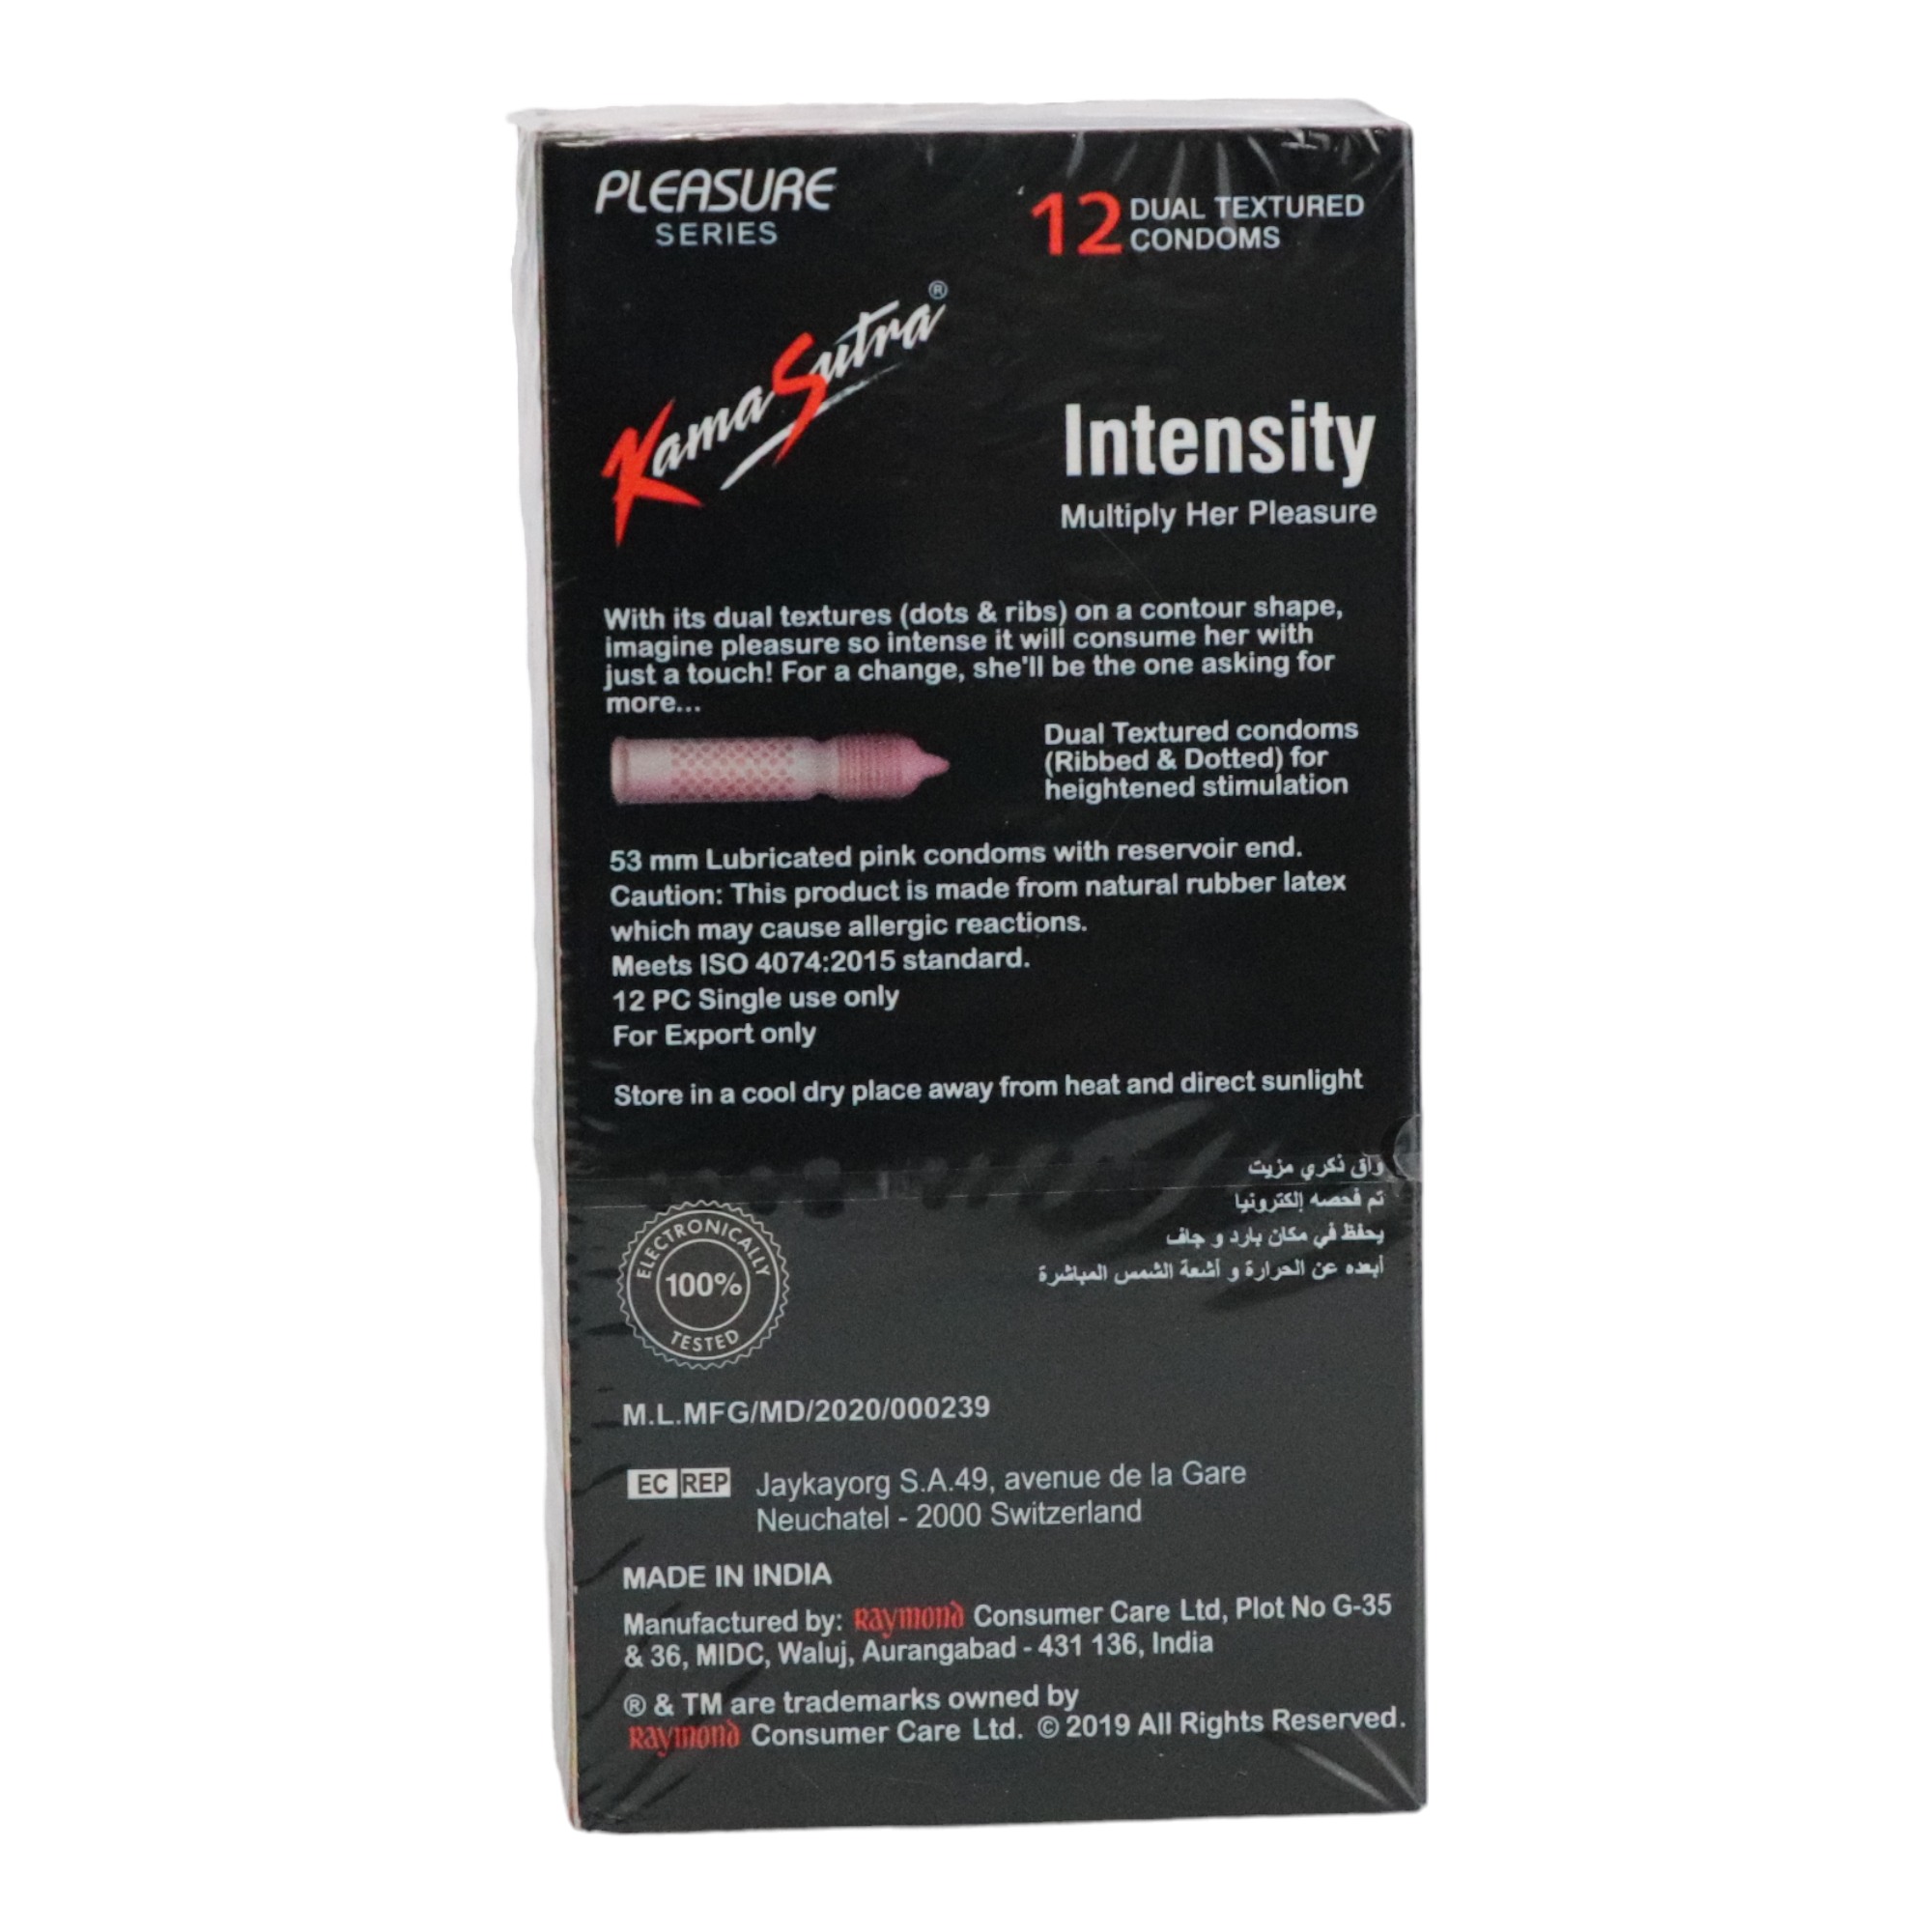 PLEASURE
SERIES
12 DUAL TEXTURED
CONDOMS
KamaSutra®
Intensity
Multiply Her Pleasure
With its dual textures (dots & ribs) on a contour shape,
imagine pleasure so intense it will consume her with
just a touch! For a change, she'll be the one asking for
more...
Dual Textured condoms
(Ribbed & Dotted) for
heightened stimulation
53 mm Lubricated pink condoms with reservoir end.
Caution: This product is made from natural rubber latex
which may cause allergic reactions.
Meets ISO 4074:2015 standard.
12 PC Single use only
For Export only
Store in a cool dry place away from heat and direct sunlight
واق ذكري مزيت
تم فحصه إلكترونيا
يحفظ في مكان بارد و جاف
أبعده عن الحرارة و أشعة الشمس المباشرة
ELECTRONICALLY
100%
TESTED
M.L.MFG/MD/2020/000239
EC REP Jaykayorg S.A.49, avenue de la Gare
Neuchatel - 2000 Switzerland
MADE IN INDIA
Manufactured by: Raymond Consumer Care Ltd, Plot No G-35
& 36, MIDC, Waluj, Aurangabad - 431 136, India
® & TM are trademarks owned by
Raymond Consumer Care Ltd. © 2019 All Rights Reserved.